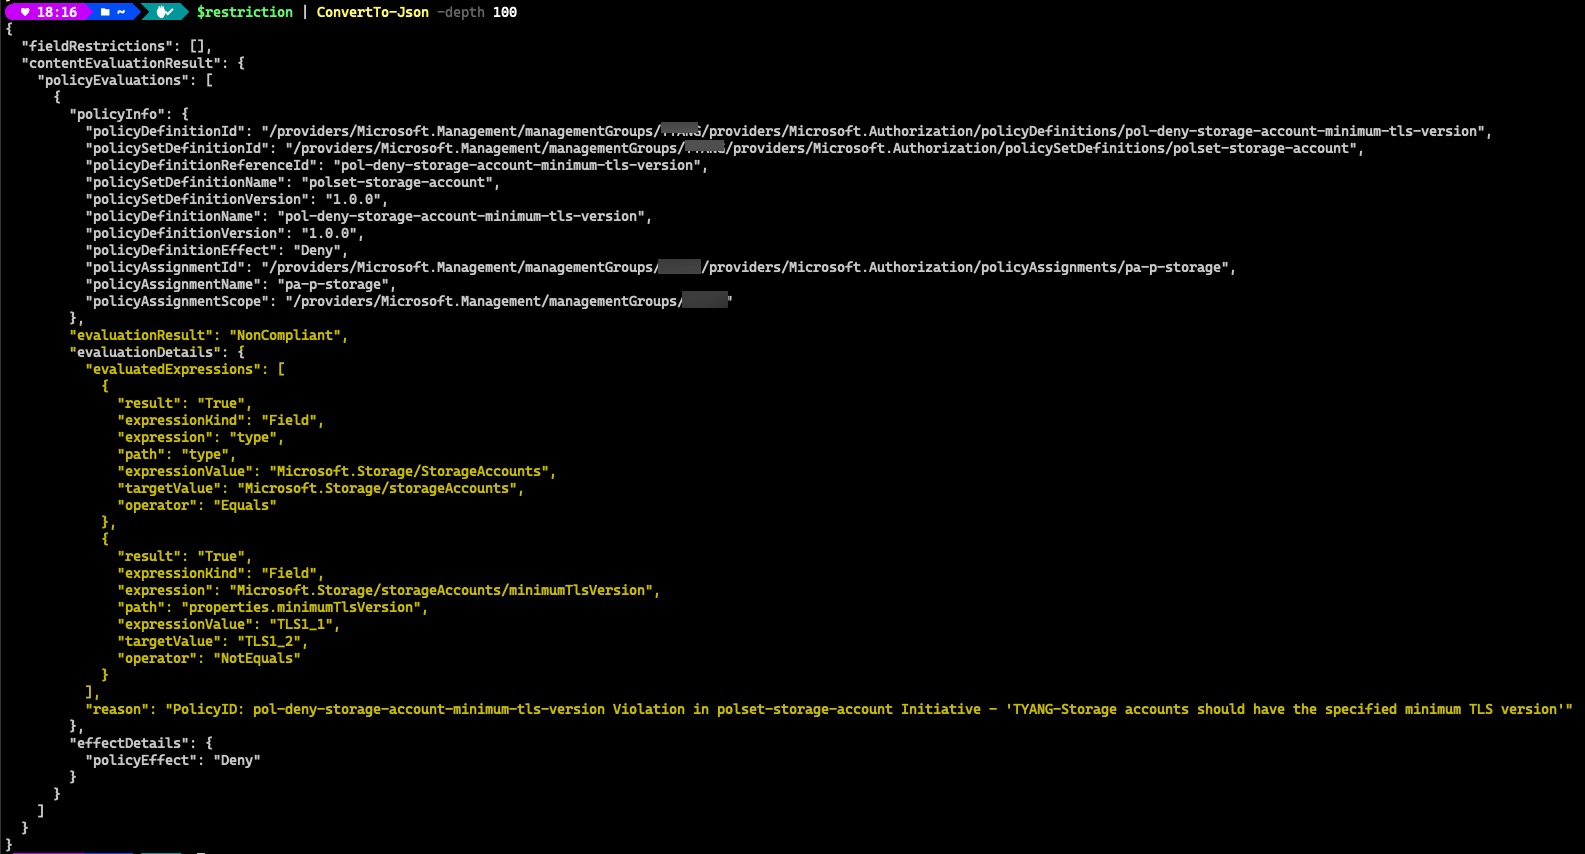 18:16 ~ $restriction | ConvertTo-Json -depth 100
{
  "fieldRestrictions": [],
  "contentEvaluationResult": {
    "policyEvaluations": [
      {
        "policyInfo": {
          "policyDefinitionId": "/providers/Microsoft.Management/managementGroups/ /providers/Microsoft.Authorization/policyDefinitions/pol-deny-storage-account-minimum-tls-version",
          "policySetDefinitionId": "/providers/Microsoft.Management/managementGroups/ /providers/Microsoft.Authorization/policySetDefinitions/polset-storage-account",
          "policyDefinitionReferenceId": "pol-deny-storage-account-minimum-tls-version",
          "policySetDefinitionName": "polset-storage-account",
          "policySetDefinitionVersion": "1.0.0",
          "policyDefinitionName": "pol-deny-storage-account-minimum-tls-version",
          "policyDefinitionVersion": "1.0.0",
          "policyDefinitionEffect": "Deny",
          "policyAssignmentId": "/providers/Microsoft.Management/managementGroups/ /providers/Microsoft.Authorization/policyAssignments/pa-p-storage",
          "policyAssignmentName": "pa-p-storage",
          "policyAssignmentScope": "/providers/Microsoft.Management/managementGroups/ "
        },
        "evaluationResult": "NonCompliant",
        "evaluationDetails": {
          "evaluatedExpressions": [
            {
              "result": "True",
              "expressionKind": "Field",
              "expression": "type",
              "path": "type",
              "expressionValue": "Microsoft.Storage/StorageAccounts",
              "targetValue": "Microsoft.Storage/storageAccounts",
              "operator": "Equals"
            },
            {
              "result": "True",
              "expressionKind": "Field",
              "expression": "Microsoft.Storage/storageAccounts/minimumTlsVersion",
              "path": "properties.minimumTlsVersion",
              "expressionValue": "TLS1_1",
              "targetValue": "TLS1_2",
              "operator": "NotEquals"
            }
          ],
          "reason": "PolicyID: pol-deny-storage-account-minimum-tls-version Violation in polset-storage-account Initiative - 'TYANG-Storage accounts should have the specified minimum TLS version'"
        },
        "effectDetails": {
          "policyEffect": "Deny"
        }
      }
    ]
  }
}